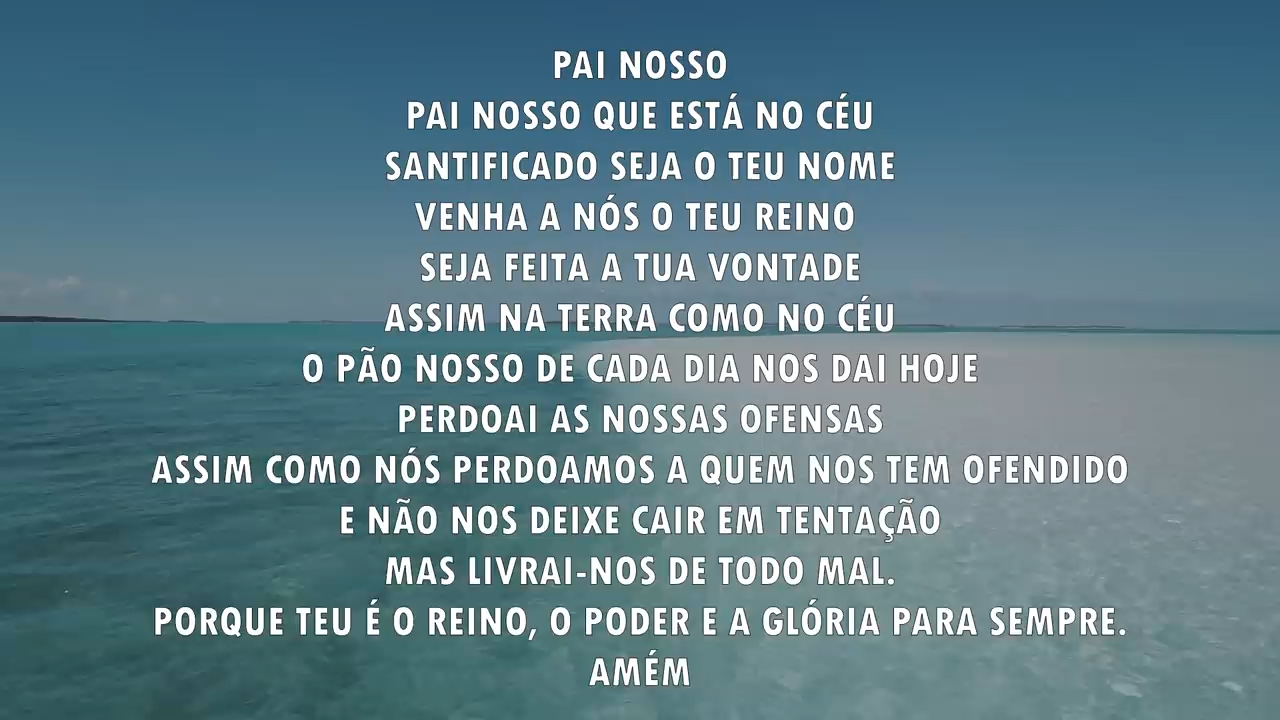 PAI NOSSO
PAI NOSSO QUE ESTÁ NO CÉU
SANTIFICADO SEJA O TEU NOME
VENHA A NÓS O TEU REINO
SEJA FEITA A TUA VONTADE
ASSIM NA TERRA COMO NO CÉU
O PÃO NOSSO DE CADA DIA NOS DAI HOJE
PERDOAI AS NOSSAS OFENSAS
ASSIM COMO NÓS PERDOAMOS A QUEM NOS TEM OFENDIDO
E NÃO NOS DEIXE CAIR EM TENTAÇÃO
MAS LIVRAI-NOS DE TODO MAL.
PORQUE TEU É O REINO, O PODER E A GLÓRIA PARA SEMPRE.
AMÉM